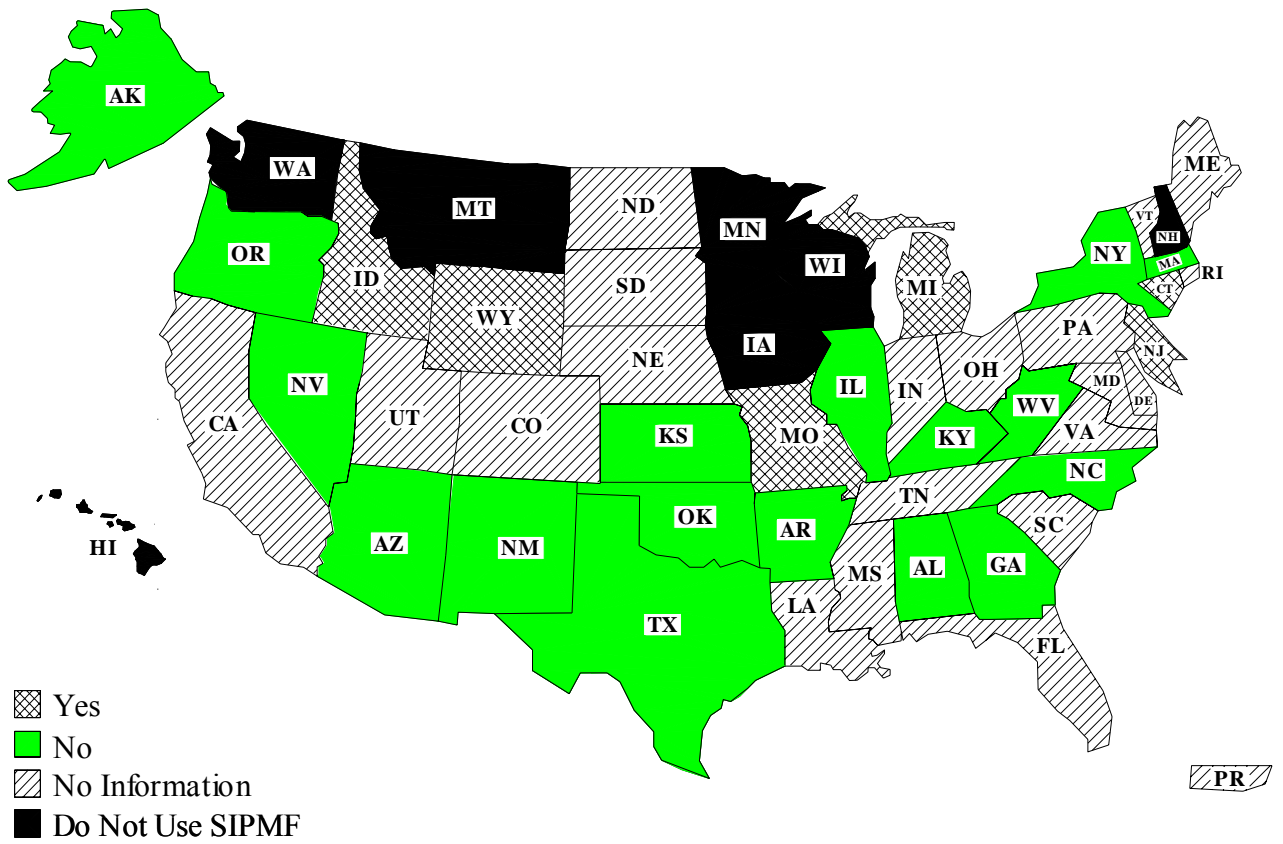 AK
WA
MT
ND
MN
ME
VT
NH
OR
ID
WY
SD
WI
MI
NY
MA
CT
RI
NV
UT
CO
NE
IA
IL
IN
OH
PA
NJ
MD
DE
CA
KS
MO
KY
WV
VA
AZ
NM
OK
AR
TN
NC
SC
HI
TX
LA
MS
AL
GA
FL
PR
Yes
No
No Information
Do Not Use SIPMF